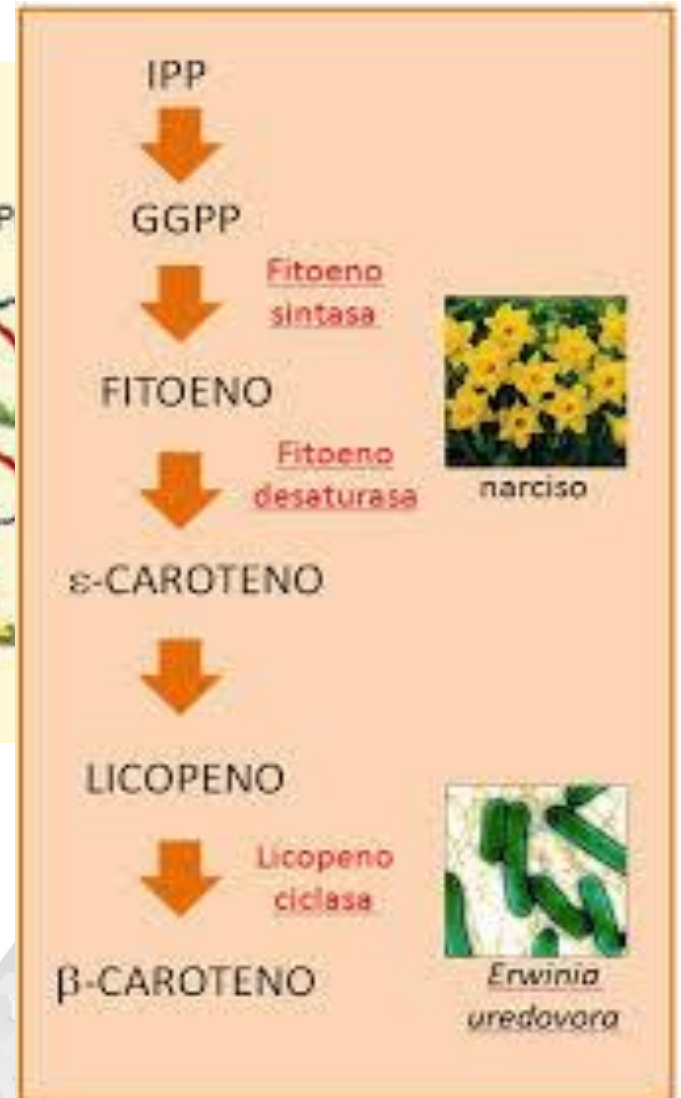 IPP
P
GGPP
Fitoeno
sintasa
FITOENO
Fitoeno
desaturasa
narciso
ε-CAROTENO
LICOPENO
Licopeno
ciclasa
β-CAROTENO
Erwinia
uredovora